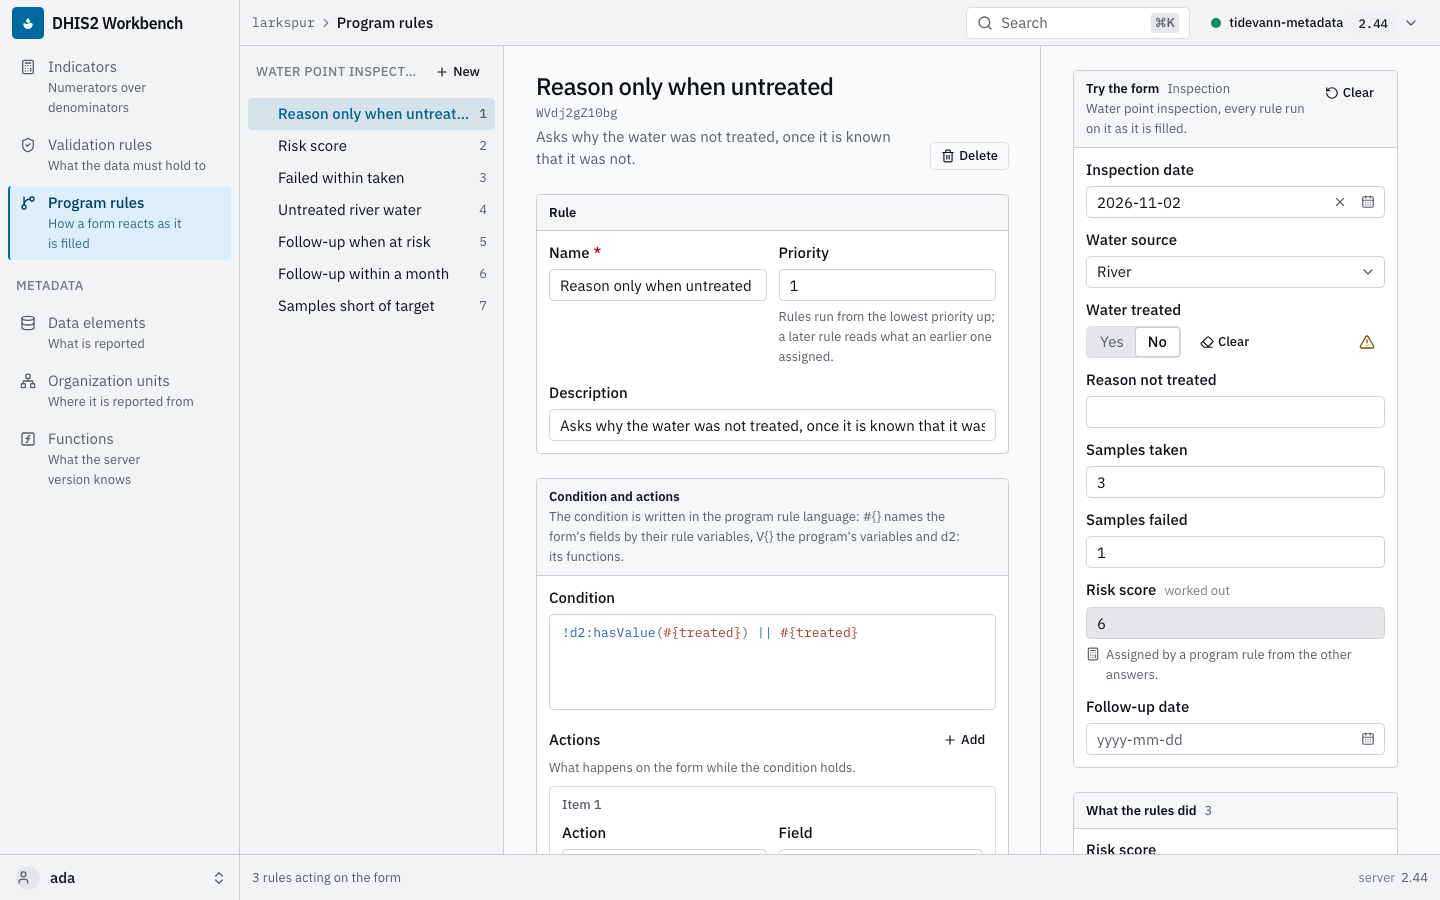 DHIS2 Workbench
Indicators
Numerators over
denominators
Validation rules
What the data must hold to
Program rules
How a form reacts as it
is filled
METADATA
Data elements
What is reported
Organization units
Where it is reported from
Functions
What the server
version knows
ada
larkspur > Program rules
Search
⌘K
tidevann-metadata 2.44
WATER POINT INSPECT...
+ New
Reason only when untreat... 1
Risk score 2
Failed within taken 3
Untreated river water 4
Follow-up when at risk 5
Follow-up within a month 6
Samples short of target 7
Reason only when untreated
WVdj2gZ10bg
Asks why the water was not treated, once it is known
that it was not.
Delete
Rule
Name *
Reason only when untreated
Priority
1
Rules run from the lowest priority up;
a later rule reads what an earlier one
assigned.
Description
Asks why the water was not treated, once it is known that it was
Condition and actions
The condition is written in the program rule language: #{} names the
form's fields by their rule variables, V{} the program's variables and d2:
its functions.
Condition
!d2:hasValue(#{treated}) || #{treated}
Actions
+ Add
What happens on the form while the condition holds.
Item 1
Action
Field
Try the form Inspection
Water point inspection, every rule run
on it as it is filled.
Clear
Inspection date
2026-11-02
Water source
River
Water treated
Yes No Clear
Reason not treated
Samples taken
3
Samples failed
1
Risk score worked out
6
Assigned by a program rule from the other
answers.
Follow-up date
yyyy-mm-dd
What the rules did 3
Risk score
3 rules acting on the form
server 2.44